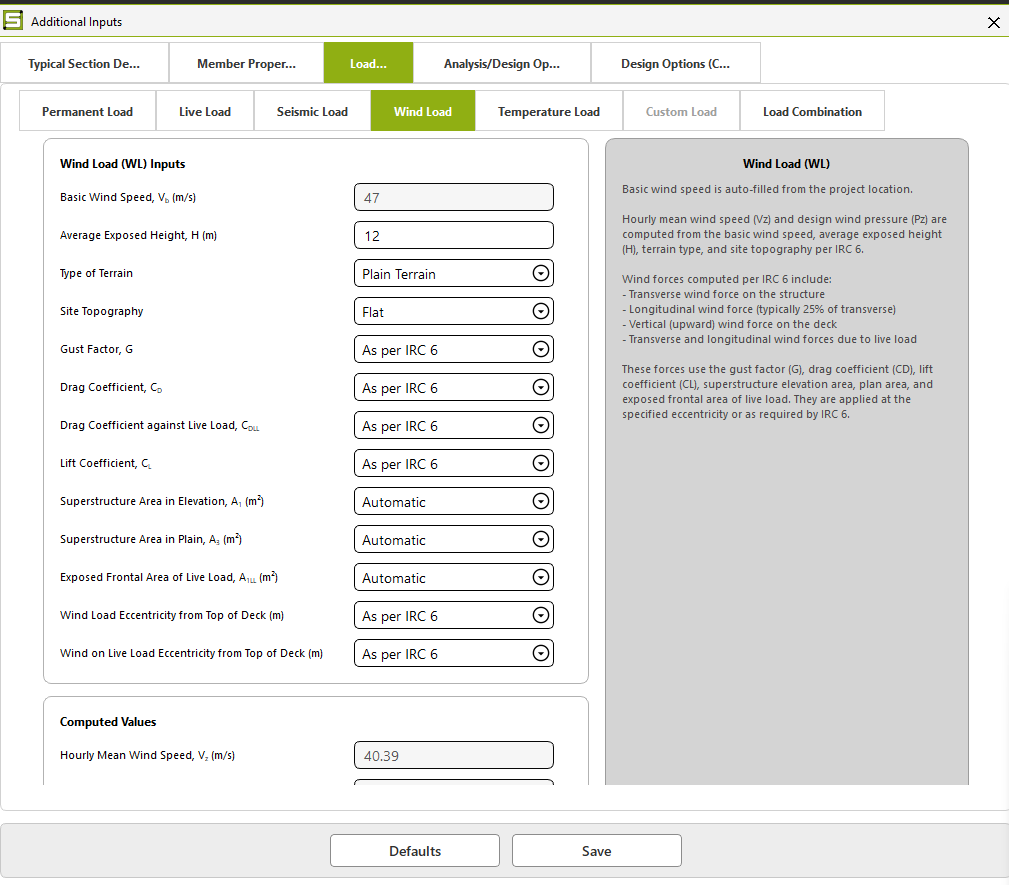 Additional Inputs
Typical Section De... Member Proper... Load... Analysis/Design Op... Design Options (C...
Permanent Load Live Load Seismic Load Wind Load Temperature Load Custom Load Load Combination
Wind Load (WL) Inputs
Basic Wind Speed, Vb (m/s) 47
Average Exposed Height, H (m) 12
Type of Terrain Plain Terrain
Site Topography Flat
Gust Factor, G As per IRC 6
Drag Coefficient, CD As per IRC 6
Drag Coefficient against Live Load, CDLL As per IRC 6
Lift Coefficient, CL As per IRC 6
Superstructure Area in Elevation, A1 (m²) Automatic
Superstructure Area in Plain, A3 (m²) Automatic
Exposed Frontal Area of Live Load, A1LL (m²) Automatic
Wind Load Eccentricity from Top of Deck (m) As per IRC 6
Wind on Live Load Eccentricity from Top of Deck (m) As per IRC 6
Computed Values
Hourly Mean Wind Speed, Vz (m/s) 40.39
Wind Load (WL)
Basic wind speed is auto-filled from the project location.
Hourly mean wind speed (Vz) and design wind pressure (Pz) are
computed from the basic wind speed, average exposed height
(H), terrain type, and site topography per IRC 6.
Wind forces computed per IRC 6 include:
- Transverse wind force on the structure
- Longitudinal wind force (typically 25% of transverse)
- Vertical (upward) wind force on the deck
- Transverse and longitudinal wind forces due to live load
These forces use the gust factor (G), drag coefficient (CD), lift
coefficient (CL), superstructure elevation area, plan area, and
exposed frontal area of live load. They are applied at the
specified eccentricity or as required by IRC 6.
Defaults Save